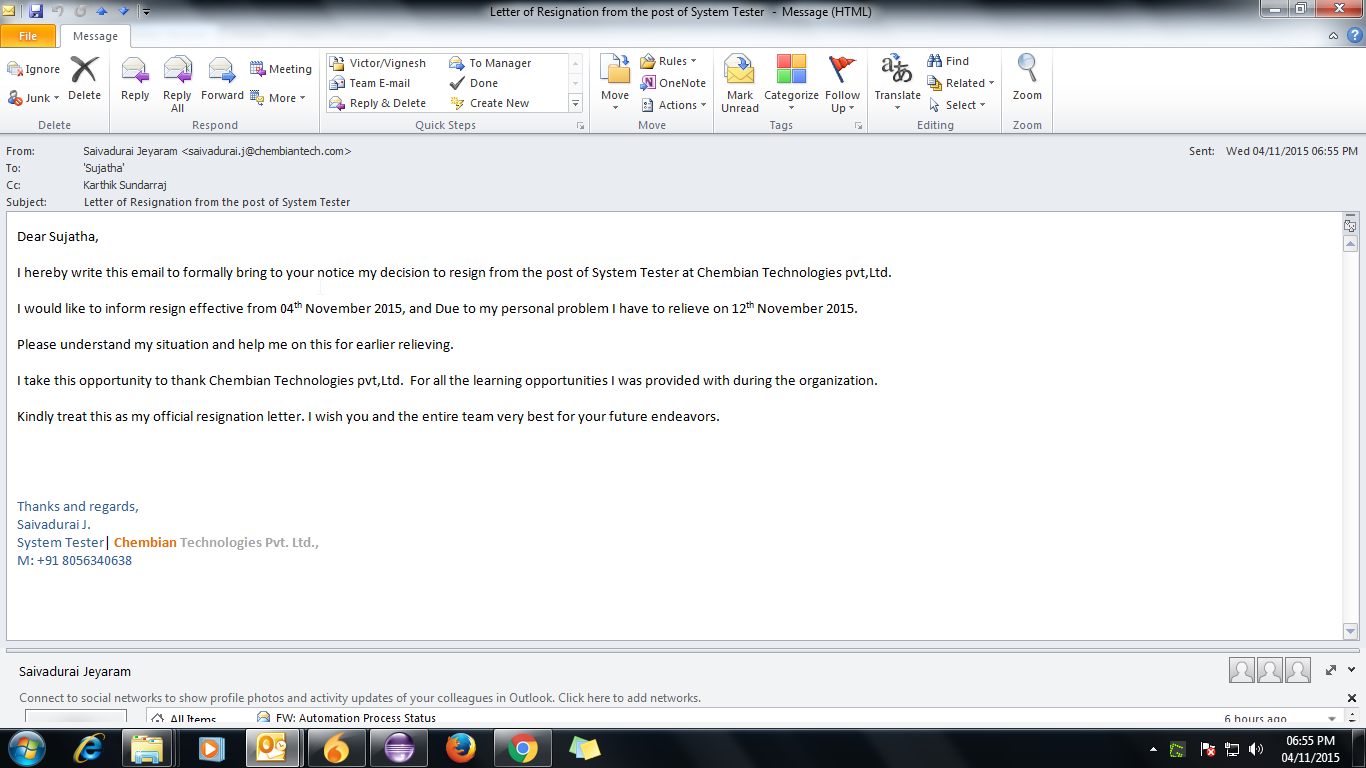 Letter of Resignation from the post of System Tester - Message (HTML)
File Message
Ignore
Junk
Delete
Delete
Reply
Reply All
Forward
Meeting
More
Respond
Victor/Vignesh To Manager
Team E-mail Done
Reply & Delete Create New
Quick Steps
Move
Rules
OneNote
Actions
Move
Mark Unread
Categorize
Follow Up
Tags
Translate
Find
Related
Select
Editing
Zoom
Zoom
From: Saivadurai Jeyaram <saivadurai.j@chembiantech.com> Sent: Wed 04/11/2015 06:55 PM
To: 'Sujatha'
Cc: Karthik Sundarraj
Subject: Letter of Resignation from the post of System Tester
Dear Sujatha,
I hereby write this email to formally bring to your notice my decision to resign from the post of System Tester at Chembian Technologies pvt,Ltd.
I would like to inform resign effective from 04th November 2015, and Due to my personal problem I have to relieve on 12th November 2015.
Please understand my situation and help me on this for earlier relieving.
I take this opportunity to thank Chembian Technologies pvt,Ltd. For all the learning opportunities I was provided with during the organization.
Kindly treat this as my official resignation letter. I wish you and the entire team very best for your future endeavors.
Thanks and regards,
Saivadurai J.
System Tester| Chembian Technologies Pvt. Ltd.,
M: +91 8056340638
Saivadurai Jeyaram
Connect to social networks to show profile photos and activity updates of your colleagues in Outlook. Click here to add networks.
All Items FW: Automation Process Status 6 hours ago
06:55 PM
04/11/2015